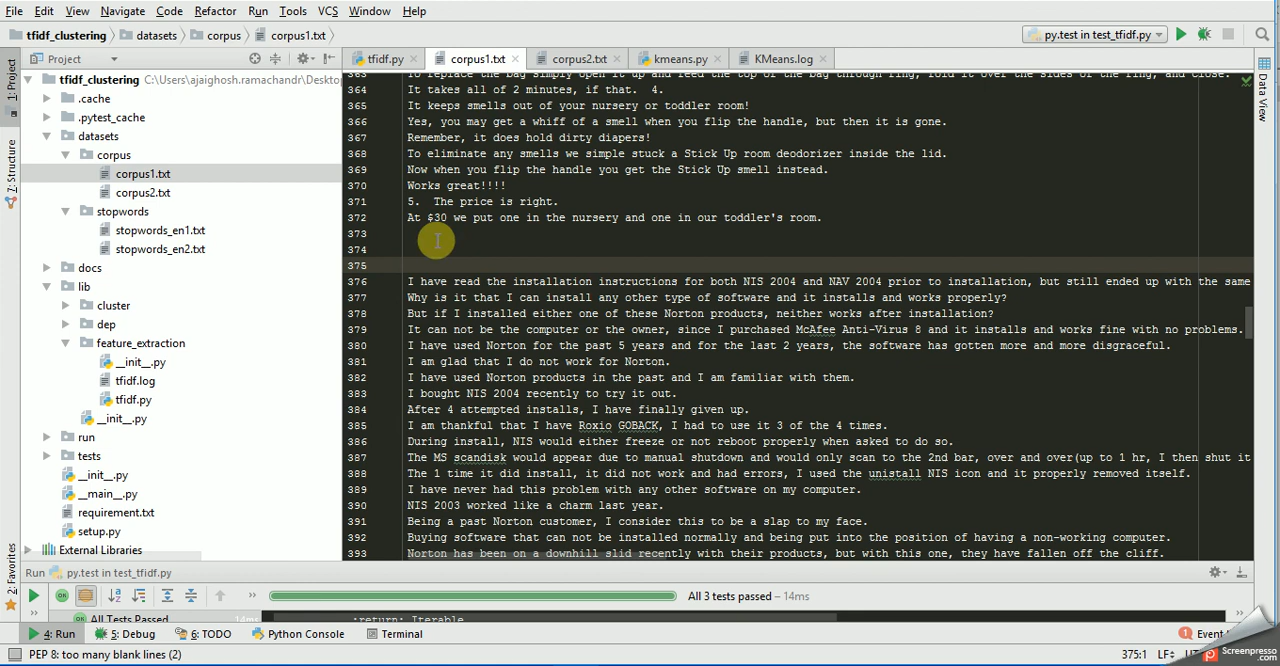 File Edit View Navigate Code Refactor Run Tools VCS Window Help
tfidf_clustering datasets corpus corpus1.txt py.test in test_tfidf.py
Project tfidf.py corpus1.txt corpus2.txt kmeans.py KMeans.log
1: Project
7: Structure
2: Favorites
Data View
tfidf_clustering C:\Users\ajaighosh.ramachandr\Deskto
.cache
.pytest_cache
datasets
corpus
corpus1.txt
corpus2.txt
stopwords
stopwords_en1.txt
stopwords_en2.txt
docs
lib
cluster
dep
feature_extraction
__init__.py
tfidf.log
tfidf.py
__init__.py
run
tests
__init__.py
__main__.py
requirement.txt
setup.py
External Libraries
363 To replace the bag simply open it up and feed the top of the bag through ring, fold it over the sides of the ring, and close.
364 It takes all of 2 minutes, if that.  4.
365 It keeps smells out of your nursery or toddler room!
366 Yes, you may get a whiff of a smell when you flip the handle, but then it is gone.
367 Remember, it does hold dirty diapers!
368 To eliminate any smells we simple stuck a Stick Up room deodorizer inside the lid.
369 Now when you flip the handle you get the Stick Up smell instead.
370 Works great!!!!
371 5.  The price is right.
372 At $30 we put one in the nursery and one in our toddler's room.
373
374
375
376 I have read the installation instructions for both NIS 2004 and NAV 2004 prior to installation, but still ended up with the same
377 Why is it that I can install any other type of software and it installs and works properly?
378 But if I installed either one of these Norton products, neither works after installation?
379 It can not be the computer or the owner, since I purchased McAfee Anti-Virus 8 and it installs and works fine with no problems.
380 I have used Norton for the past 5 years and for the last 2 years, the software has gotten more and more disgraceful.
381 I am glad that I do not work for Norton.
382 I have used Norton products in the past and I am familiar with them.
383 I bought NIS 2004 recently to try it out.
384 After 4 attempted installs, I have finally given up.
385 I am thankful that I have Roxio GOBACK, I had to use it 3 of the 4 times.
386 During install, NIS would either freeze or not reboot properly when asked to do so.
387 The MS scandisk would appear due to manual shutdown and would only scan to the 2nd bar, over and over(up to 1 hr, I then shut it
388 The 1 time it did install, it did not work and had errors, I used the unistall NIS icon and it properly removed itself.
389 I have never had this problem with any other software on my computer.
390 NIS 2003 worked like a charm last year.
391 Being a past Norton customer, I consider this to be a slap to my face.
392 Buying software that can not be installed normally and being put into the position of having a non-working computer.
393 Norton has been on a downhill slid recently with their products, but with this one, they have fallen off the cliff.
Run py.test in test_tfidf.py
All 3 tests passed – 14ms
All Tests Passed 14ms :return: Iterable
4: Run 5: Debug 6: TODO Python Console Terminal 1 Event
PEP 8: too many blank lines (2) 375:1 LF
Screenpresso
.com